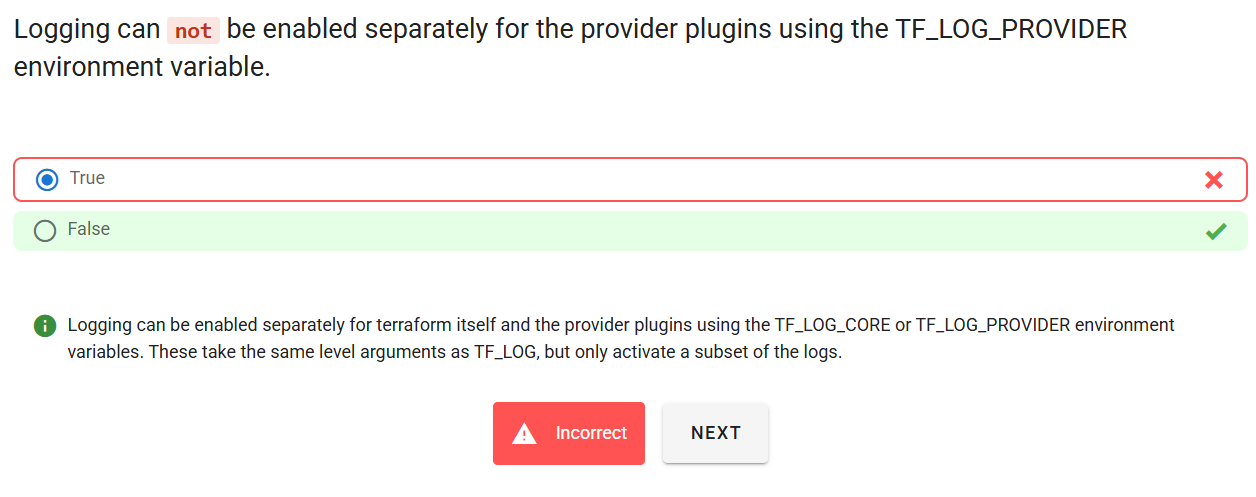 Logging can not be enabled separately for the provider plugins using the TF_LOG_PROVIDER
environment variable.
True
False
Logging can be enabled separately for terraform itself and the provider plugins using the TF_LOG_CORE or TF_LOG_PROVIDER environment
variables. These take the same level arguments as TF_LOG, but only activate a subset of the logs.
Incorrect
NEXT